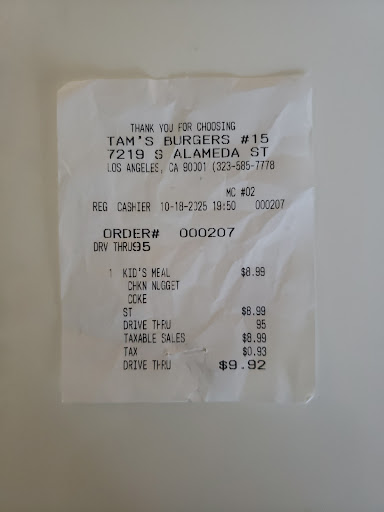 THANK YOU FOR CHOOSING
TAM'S BURGERS #15
7219 S ALAMEDA ST
LOS ANGELES, CA 90001 (323-585-7778
MC #02
REG CASHIER 10-18-2025 19:50 000207
ORDER# 000207
DRV THRU95
1 KID'S MEAL $8.99
CHKN NUGGET
COKE
ST $8.99
DRIVE THRU 95
TAXABLE SALES $8.99
TAX $0.93
DRIVE THRU $9.92